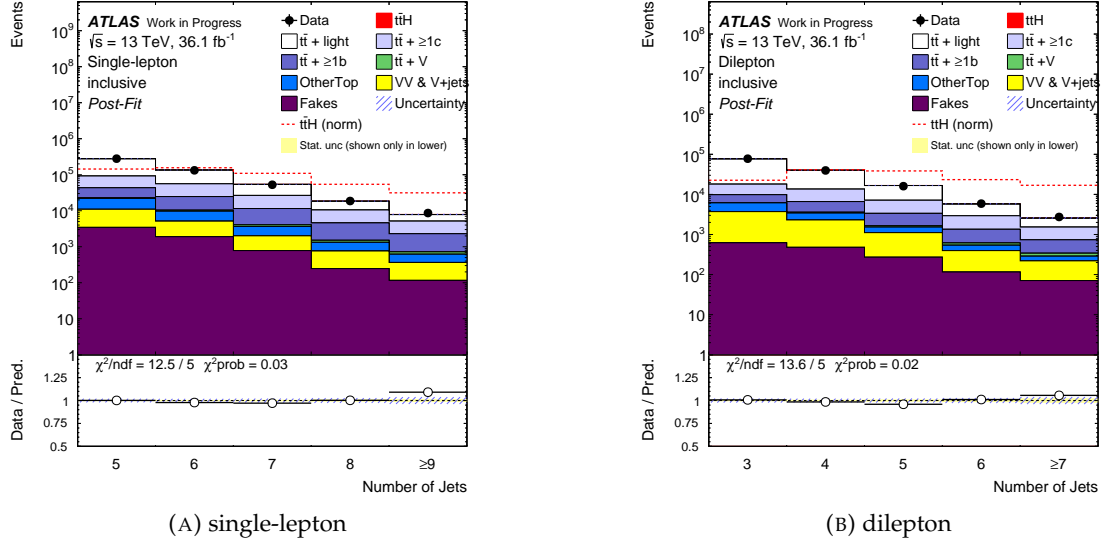 Events
ATLAS Work in Progress
√s = 13 TeV, 36.1 fb⁻¹
Single-lepton
inclusive
Post-Fit
Data
tt̄H
tt̄ + light
tt̄ + ≥1c
tt̄ + ≥1b
tt̄ + V
OtherTop
VV & V+jets
Fakes
Uncertainty
tt̄H (norm)
Stat. unc (shown only in lower)
10⁹
10⁸
10⁷
10⁶
10⁵
10⁴
10³
10²
10
1
χ²/ndf = 12.5 / 5 χ²prob = 0.03
Data / Pred.
1.25
1
0.75
0.5
5 6 7 8 ≥9
Number of Jets
(A) single-lepton
Events
ATLAS Work in Progress
√s = 13 TeV, 36.1 fb⁻¹
Dilepton
inclusive
Post-Fit
Data
tt̄H
tt̄ + light
tt̄ + ≥1c
tt̄ + ≥1b
tt̄ +V
OtherTop
VV & V+jets
Fakes
Uncertainty
tt̄H (norm)
Stat. unc (shown only in lower)
10⁸
10⁷
10⁶
10⁵
10⁴
10³
10²
10
1
χ²/ndf = 13.6 / 5 χ²prob = 0.02
Data / Pred.
1.25
1
0.75
0.5
3 4 5 6 ≥7
Number of Jets
(B) dilepton